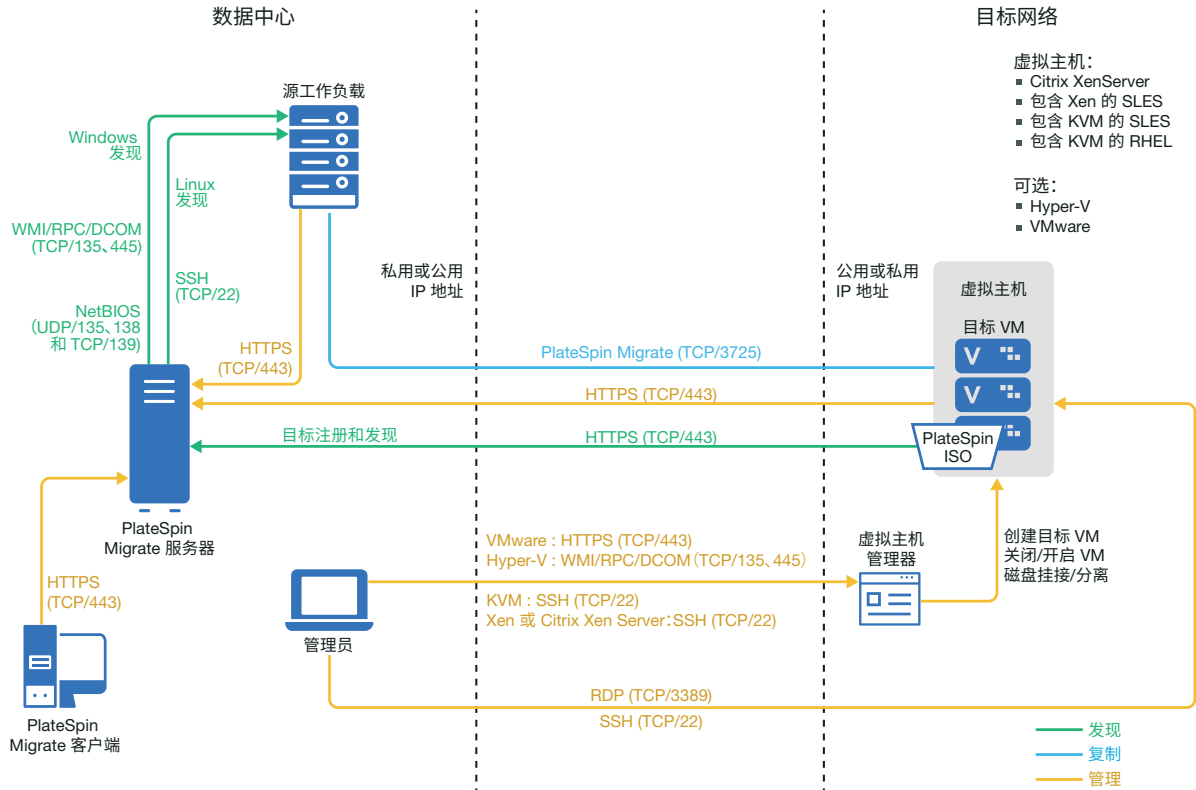 数据中心
目标网络
虚拟主机：
Citrix XenServer
包含 Xen 的 SLES
包含 KVM 的 SLES
包含 KVM 的 RHEL
可选：
Hyper-V
VMware
源工作负载
Windows
发现
Linux
发现
WMI/RPC/DCOM
(TCP/135、445)
SSH
(TCP/22)
NetBIOS
（UDP/135、138
和 TCP/139)
HTTPS
(TCP/443)
私用或公用
IP 地址
公用或私用
IP 地址
虚拟主机
目标 VM
V
V
PlateSpin
ISO
PlateSpin Migrate (TCP/3725)
HTTPS (TCP/443)
目标注册和发现
HTTPS (TCP/443)
PlateSpin
Migrate 服务器
HTTPS
(TCP/443)
PlateSpin
Migrate 客户端
管理员
VMware : HTTPS (TCP/443)
Hyper-V : WMI/RPC/DCOM（TCP/135、445）
KVM : SSH (TCP/22)
Xen 或 Citrix Xen Server：SSH (TCP/22)
虚拟主机
管理器
创建目标 VM
关闭/开启 VM
磁盘挂接/分离
RDP (TCP/3389)
SSH (TCP/22)
发现
复制
管理